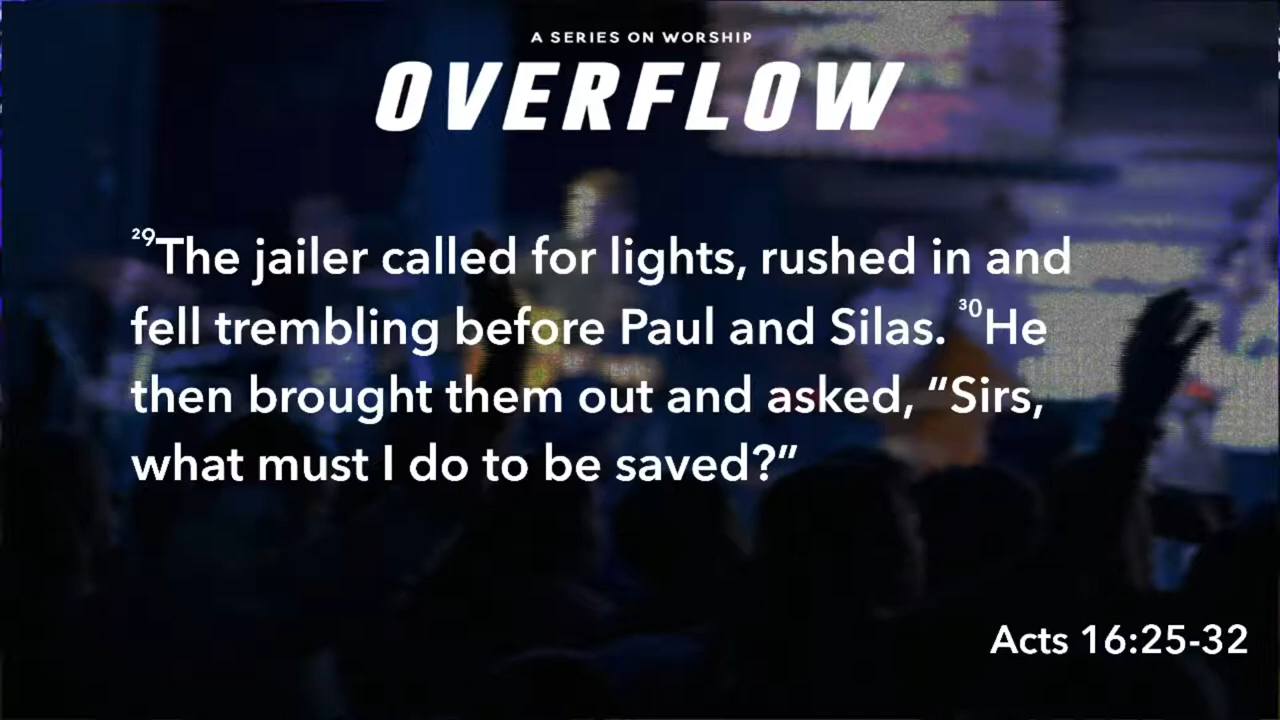 A SERIES ON WORSHIP
OVERFLOW
²⁹The jailer called for lights, rushed in and
fell trembling before Paul and Silas. ³⁰He
then brought them out and asked, “Sirs,
what must I do to be saved?”
Acts 16:25-32